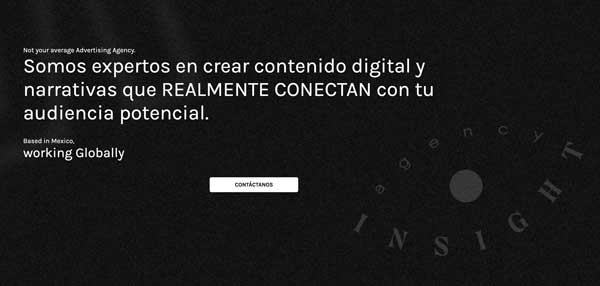 Not your average Advertising Agency.
Somos expertos en crear contenido digital y
narrativas que REALMENTE CONECTAN con tu
audiencia potencial.
Based in Mexico,
working Globally
CONTÁCTANOS
agency
INSIGHT